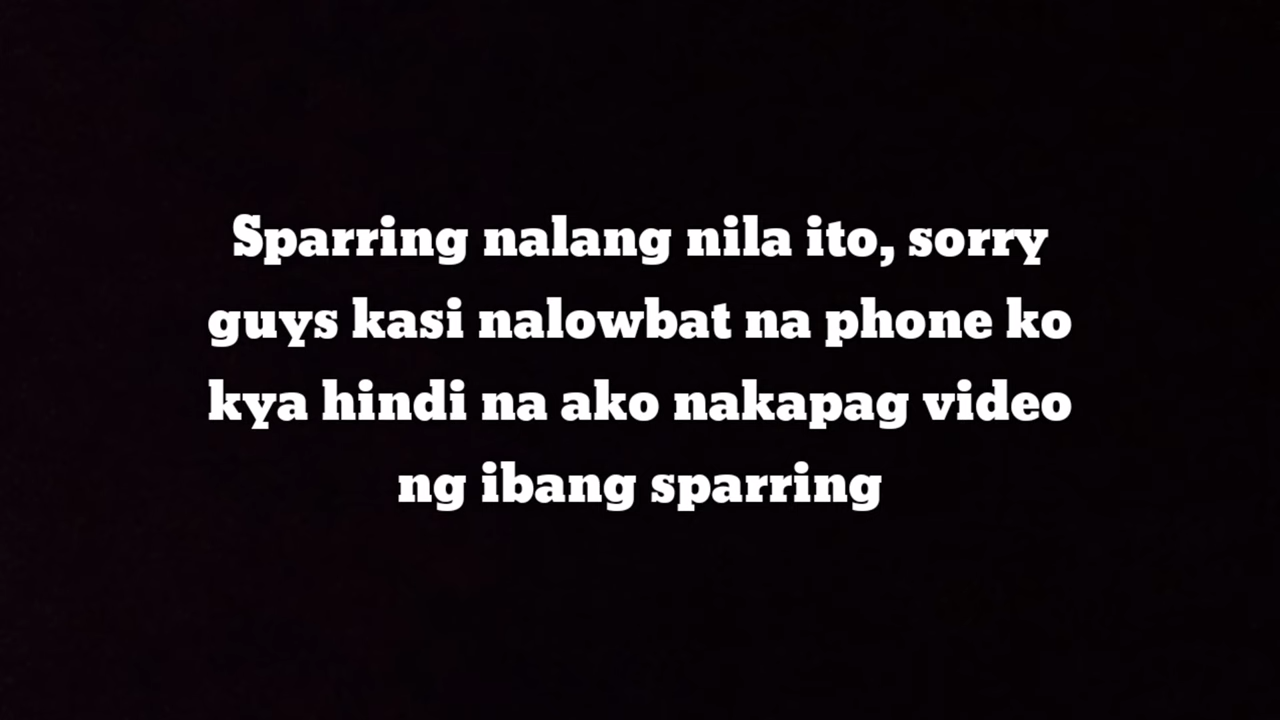 Sparring nalang nila ito, sorry
guys kasi nalowbat na phone ko
kya hindi na ako nakapag video
ng ibang sparring